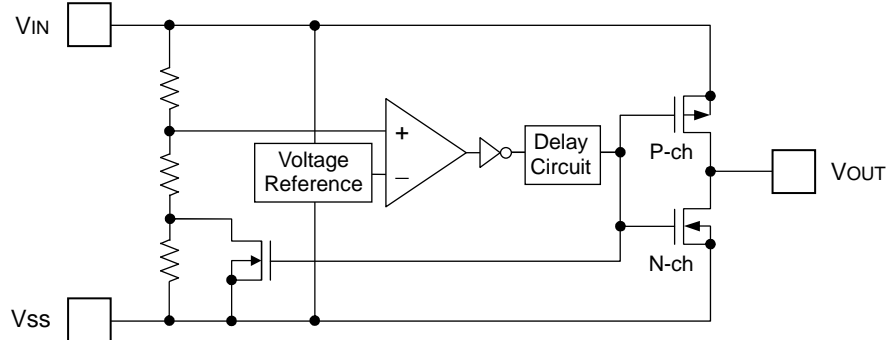 VIN
+
Voltage
Reference
−
Delay
Circuit
P-ch
VOUT
N-ch
VSS